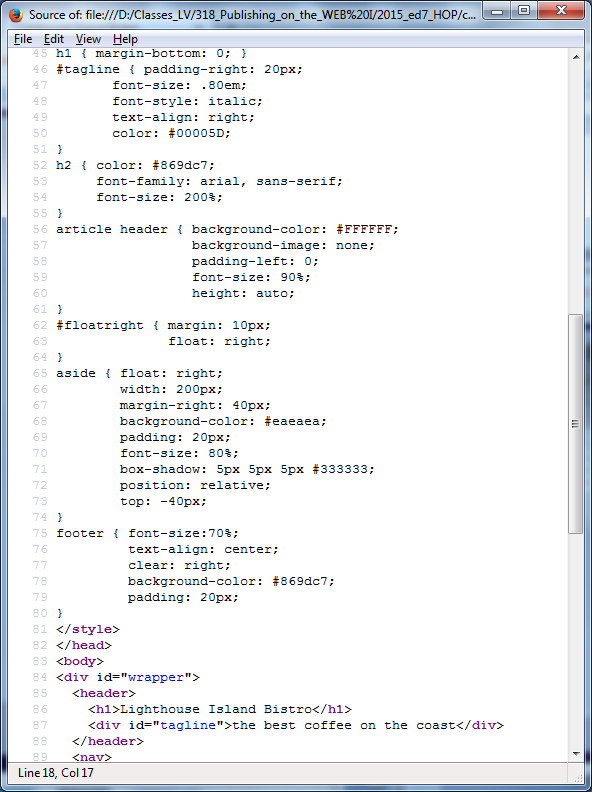 Source of: file:///D:/Classes_LV/318_Publishing_on_the_WEB%20I/2015_ed7_HOP/c...
File Edit View Help
45 h1 { margin-bottom: 0; }
46 #tagline { padding-right: 20px;
47 font-size: .80em;
48 font-style: italic;
49 text-align: right;
50 color: #00005D;
51 }
52 h2 { color: #869dc7;
53 font-family: arial, sans-serif;
54 font-size: 200%;
55 }
56 article header { background-color: #FFFFFF;
57 background-image: none;
58 padding-left: 0;
59 font-size: 90%;
60 height: auto;
61 }
62 #floatright { margin: 10px;
63 float: right;
64 }
65 aside { float: right;
66 width: 200px;
67 margin-right: 40px;
68 background-color: #eaeaea;
69 padding: 20px;
70 font-size: 80%;
71 box-shadow: 5px 5px 5px #333333;
72 position: relative;
73 top: -40px;
74 }
75 footer { font-size:70%;
76 text-align: center;
77 clear: right;
78 background-color: #869dc7;
79 padding: 20px;
80 }
81 </style>
82 </head>
83 <body>
84 <div id="wrapper">
85 <header>
86 <h1>Lighthouse Island Bistro</h1>
87 <div id="tagline">the best coffee on the coast</div>
88 </header>
89 <nav>
Line 18, Col 17